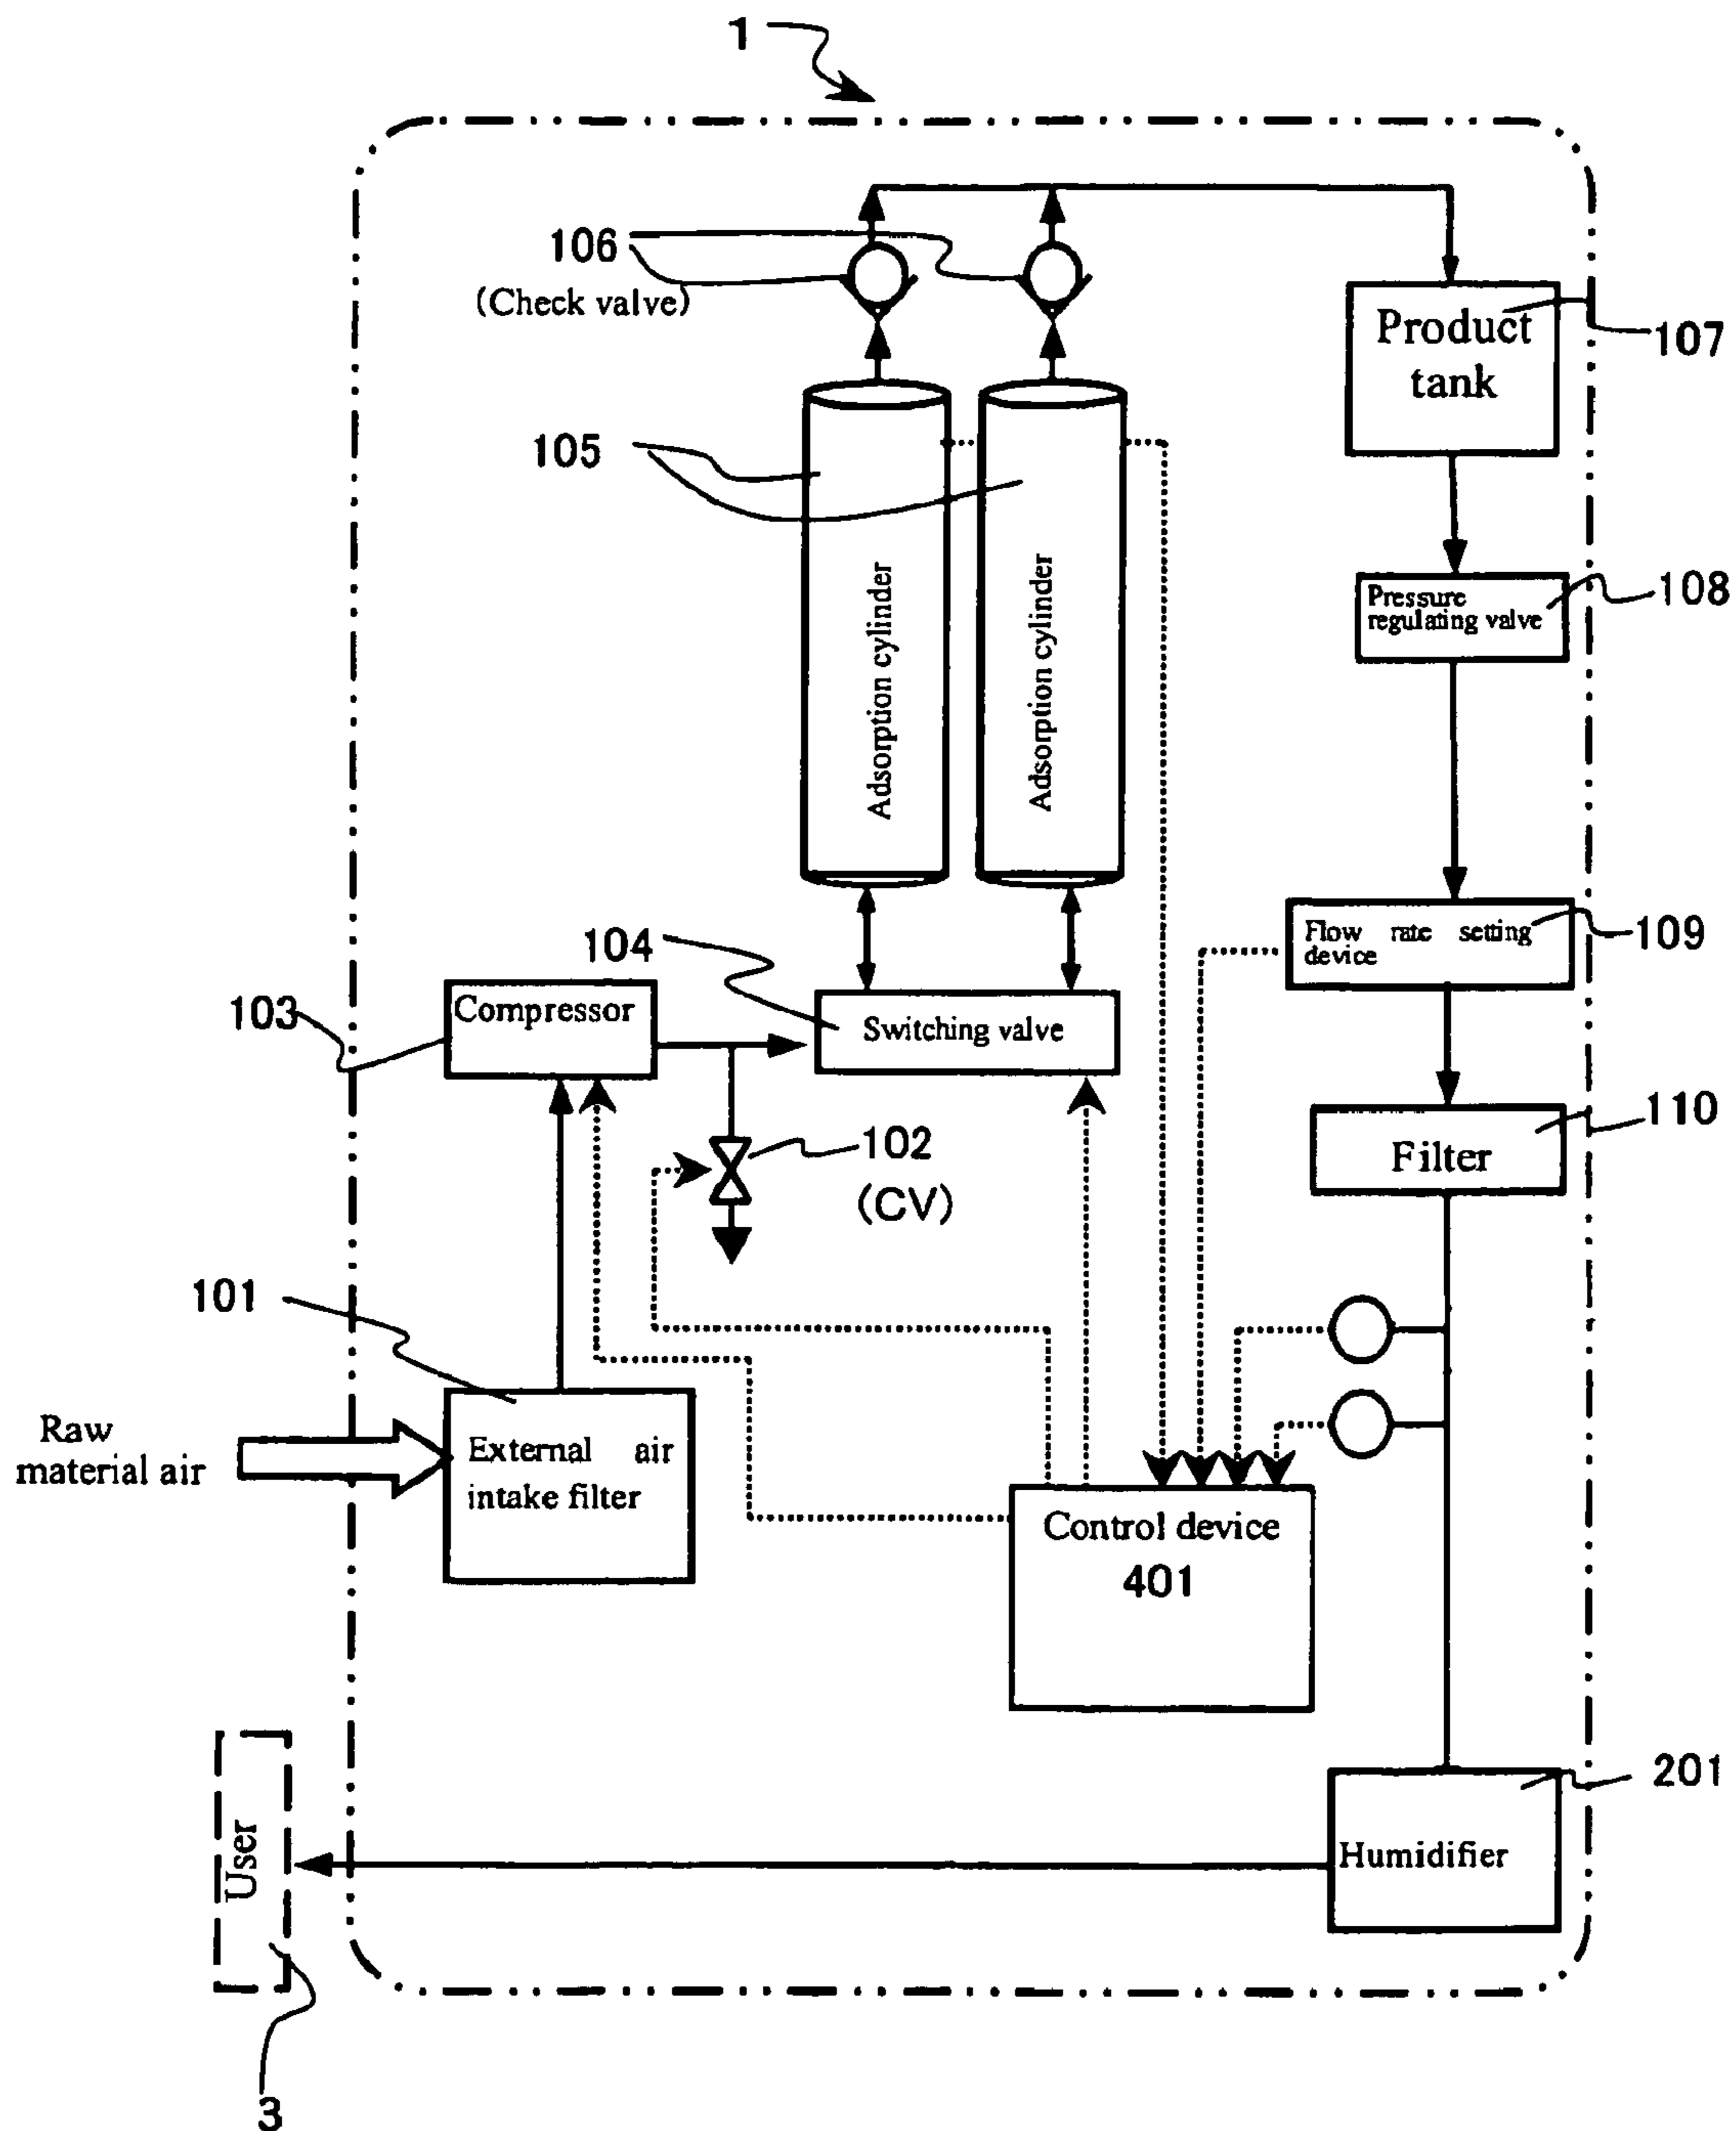 1
106
(Check valve)
Product
tank
107
105
Adsorption cylinder
Adsorption cylinder
Pressure
regulating valve
108
104
Flow rate setting
device
109
103
Compressor
Switching valve
102
(CV)
110
Filter
101
Raw
material air
External air
intake filter
Control device
401
201
Humidifier
User
3